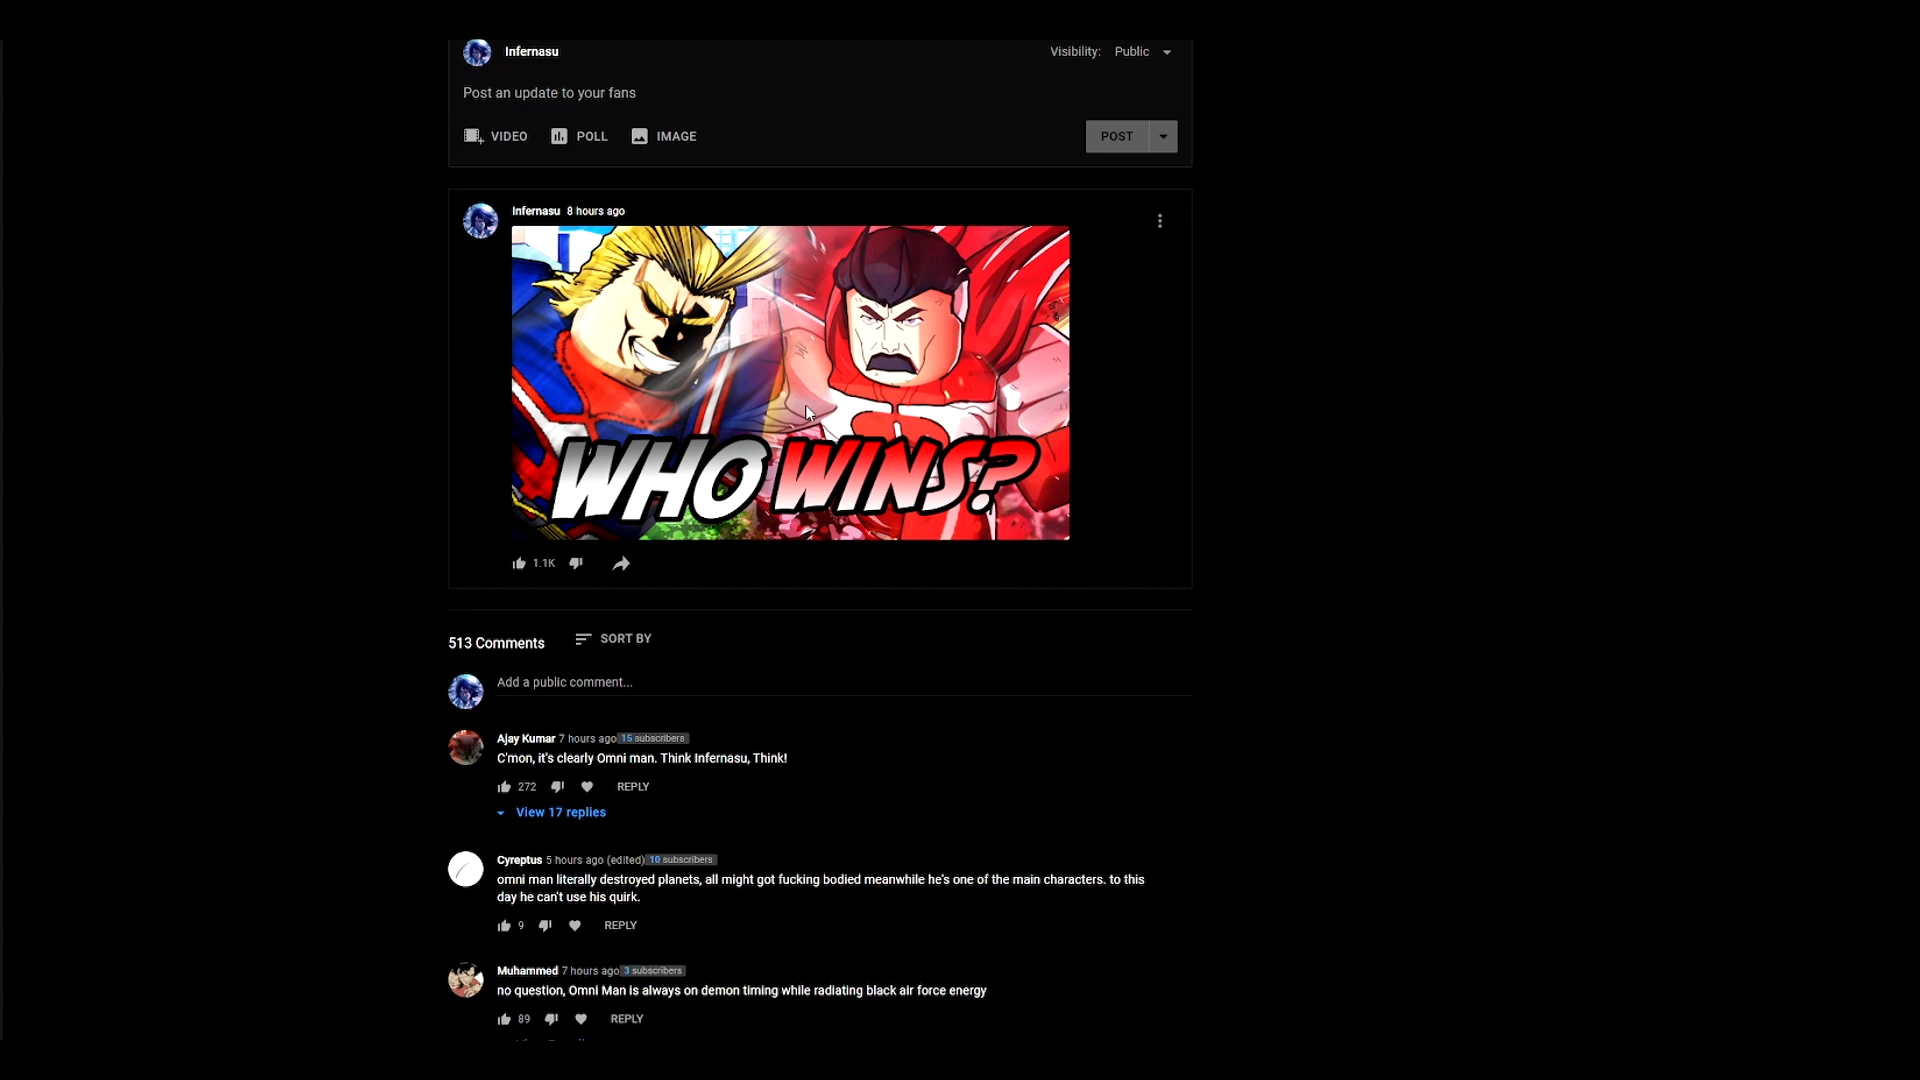 Infernasu
Visibility: Public
Post an update to your fans
VIDEO POLL IMAGE
POST
Infernasu 8 hours ago
WHO WINS?
1.1K
513 Comments
SORT BY
Add a public comment...
Ajay Kumar 7 hours ago 15 subscribers
C'mon, it's clearly Omni man. Think Infernasu, Think!
272 REPLY
View 17 replies
Cyreptus 5 hours ago (edited) 10 subscribers
omni man literally destroyed planets, all might got fucking bodied meanwhile he's one of the main characters. to this
day he can't use his quirk.
9 REPLY
Muhammed 7 hours ago 3 subscribers
no question, Omni Man is always on demon timing while radiating black air force energy
89 REPLY